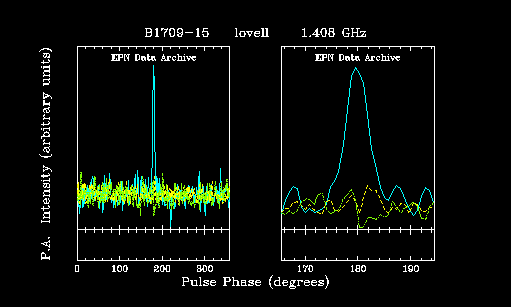 B1709-15 lovell 1.408 GHz
EPN Data Archive EPN Data Archive
P.A. Intensity (arbitrary units)
0 100 200 300 170 180 190
Pulse Phase (degrees)